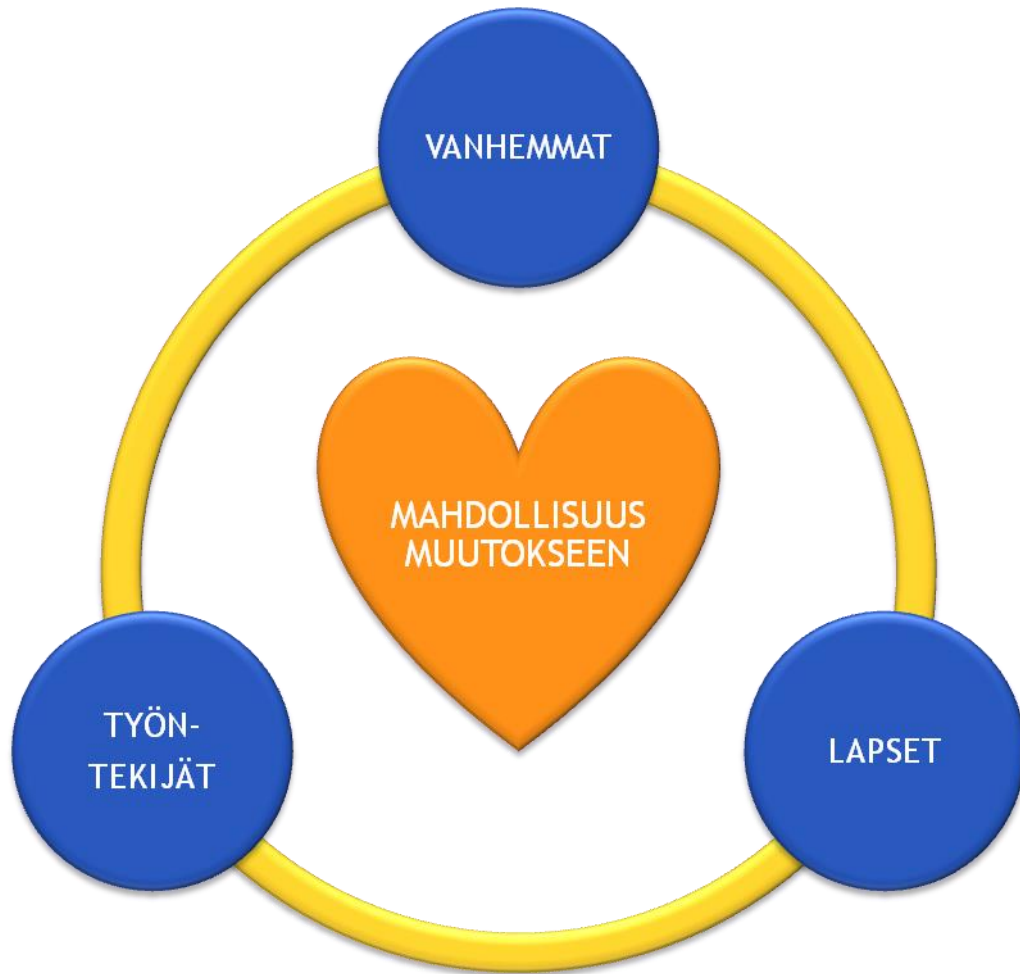 VANHEMMAT
MAHDOLLISUUS
MUUTOKSEEN
TYÖN-
TEKIJÄT
LAPSET